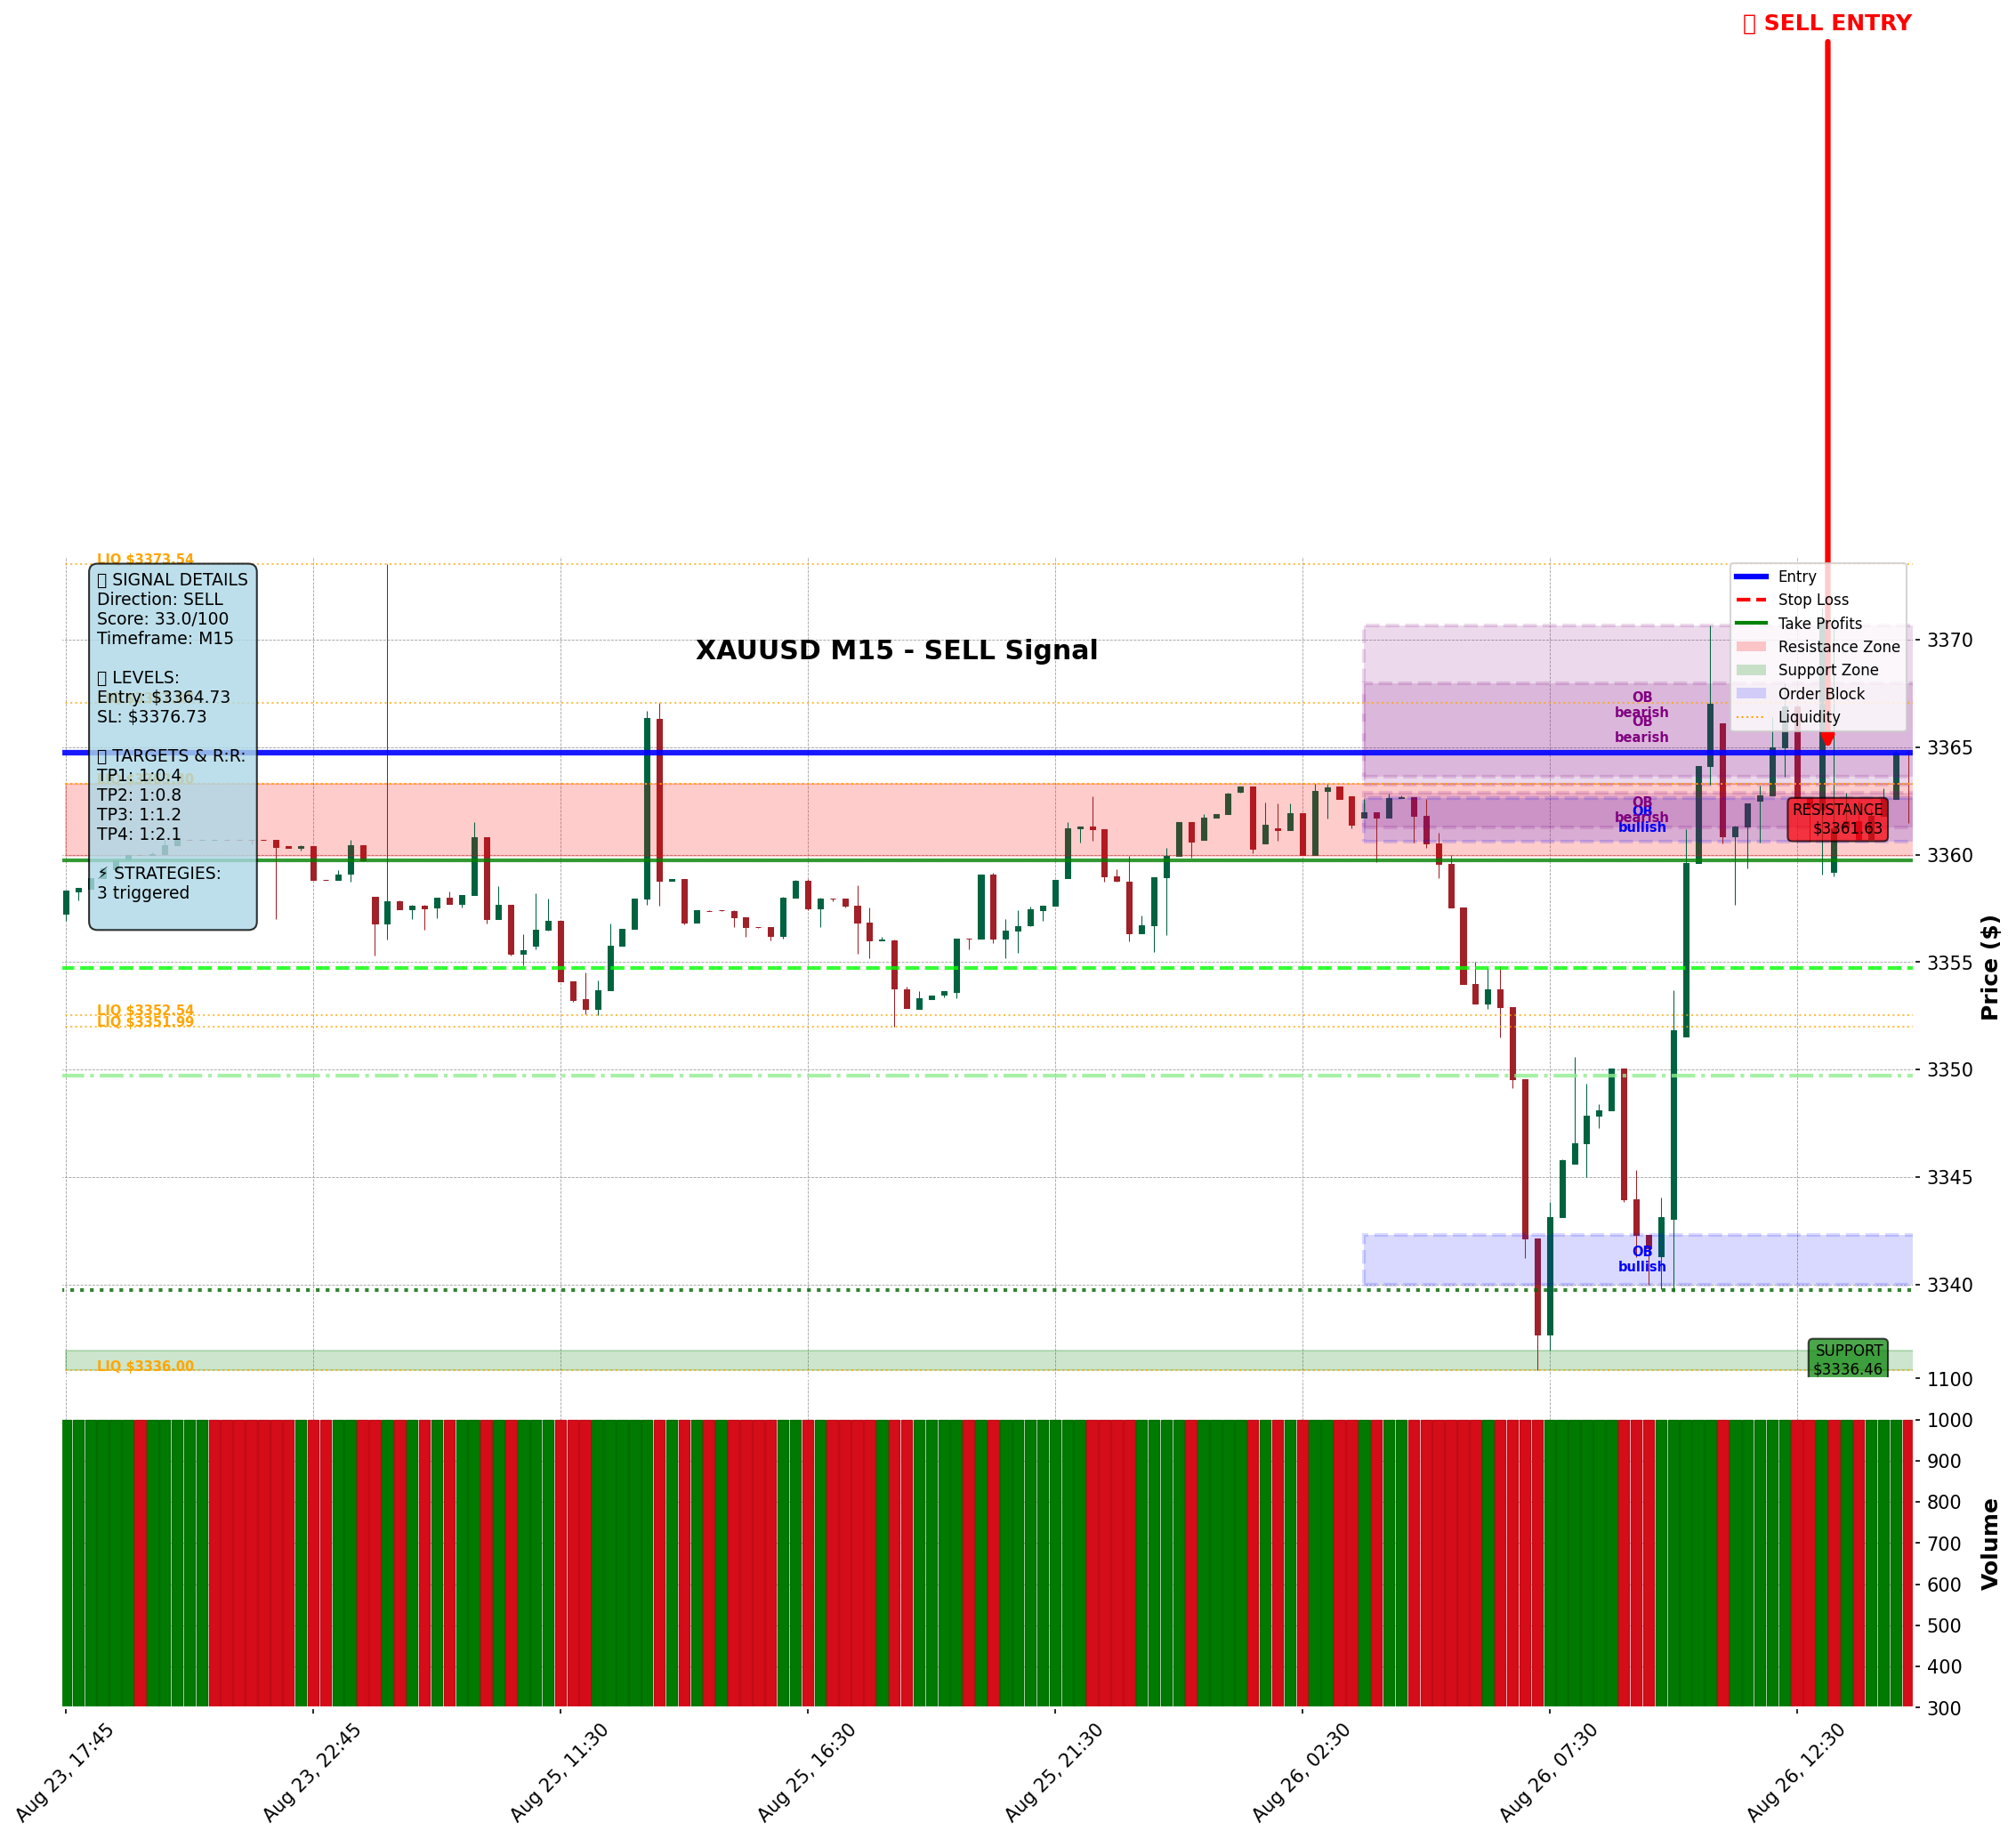 SELL ENTRY
LIQ $3373.54
SIGNAL DETAILS
Direction: SELL
Score: 33.0/100
Timeframe: M15
LEVELS:
Entry: $3364.73
SL: $3376.73
TARGETS & R:R:
TP1: 1:0.4
TP2: 1:0.8
TP3: 1:1.2
TP4: 1:2.1
⚡ STRATEGIES:
3 triggered
XAUUSD M15 - SELL Signal
Entry
Stop Loss
Take Profits
Resistance Zone
Support Zone
Order Block
Liquidity
OB
bearish
OB
bearish
OB
bearish
OB
bullish
RESISTANCE
$3361.63
LIQ $3352.54
LIQ $3351.99
OB
bullish
LIQ $3336.00
SUPPORT
$3336.46
3370
3365
3360
3355
3350
3345
3340
Price ($)
1100
1000
900
800
700
600
500
400
300
Volume
Aug 23, 17:45
Aug 23, 22:45
Aug 25, 11:30
Aug 25, 16:30
Aug 25, 21:30
Aug 26, 02:30
Aug 26, 07:30
Aug 26, 12:30